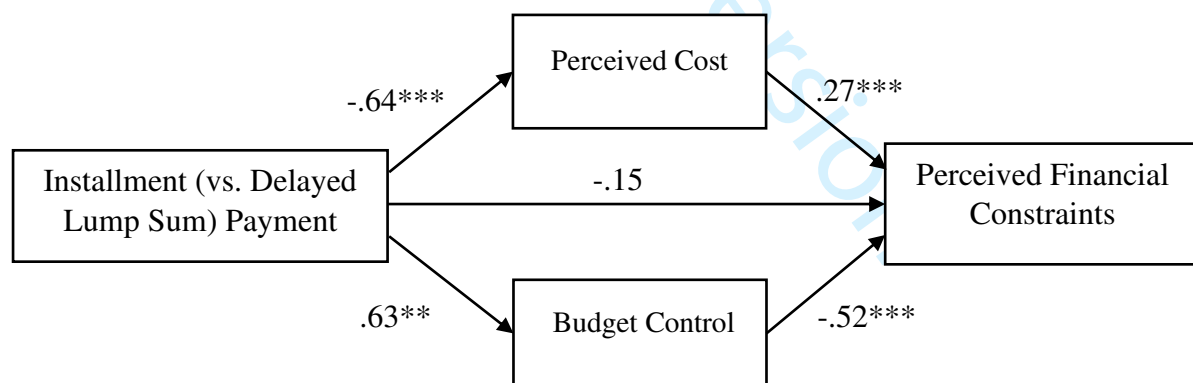 Perceived Cost
-.64***
.27***
Installment (vs. Delayed
Lump Sum) Payment
-.15
Perceived Financial
Constraints
.63**
Budget Control
-.52***